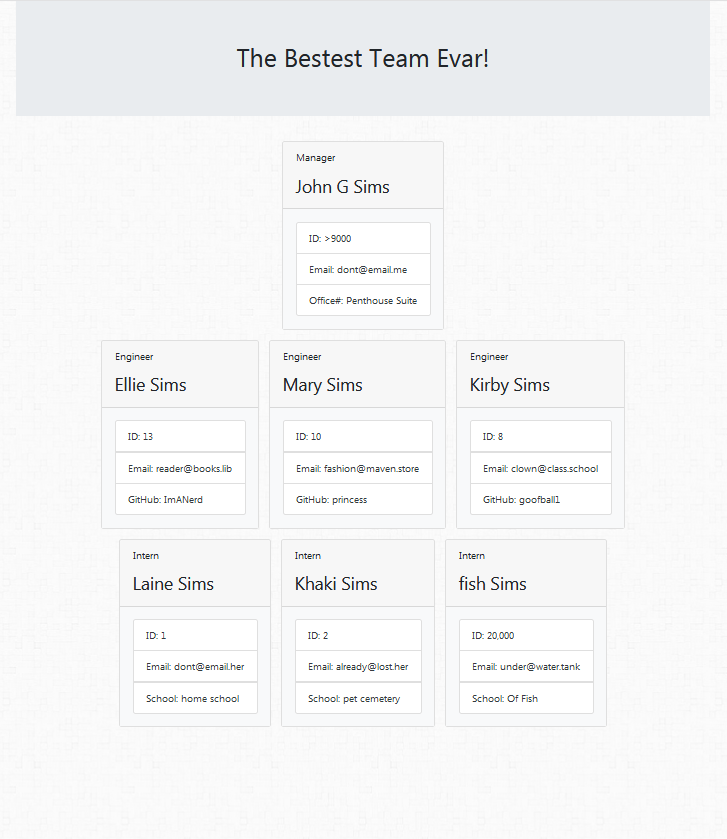 The Bestest Team Evar!
Manager
John G Sims
ID: >9000
Email: dont@email.me
Office#: Penthouse Suite
Engineer
Ellie Sims
ID: 13
Email: reader@books.lib
GitHub: ImANerd
Engineer
Mary Sims
ID: 10
Email: fashion@maven.store
GitHub: princess
Engineer
Kirby Sims
ID: 8
Email: clown@class.school
GitHub: goofball1
Intern
Laine Sims
ID: 1
Email: dont@email.her
School: home school
Intern
Khaki Sims
ID: 2
Email: already@lost.her
School: pet cemetery
Intern
fish Sims
ID: 20,000
Email: under@water.tank
School: Of Fish